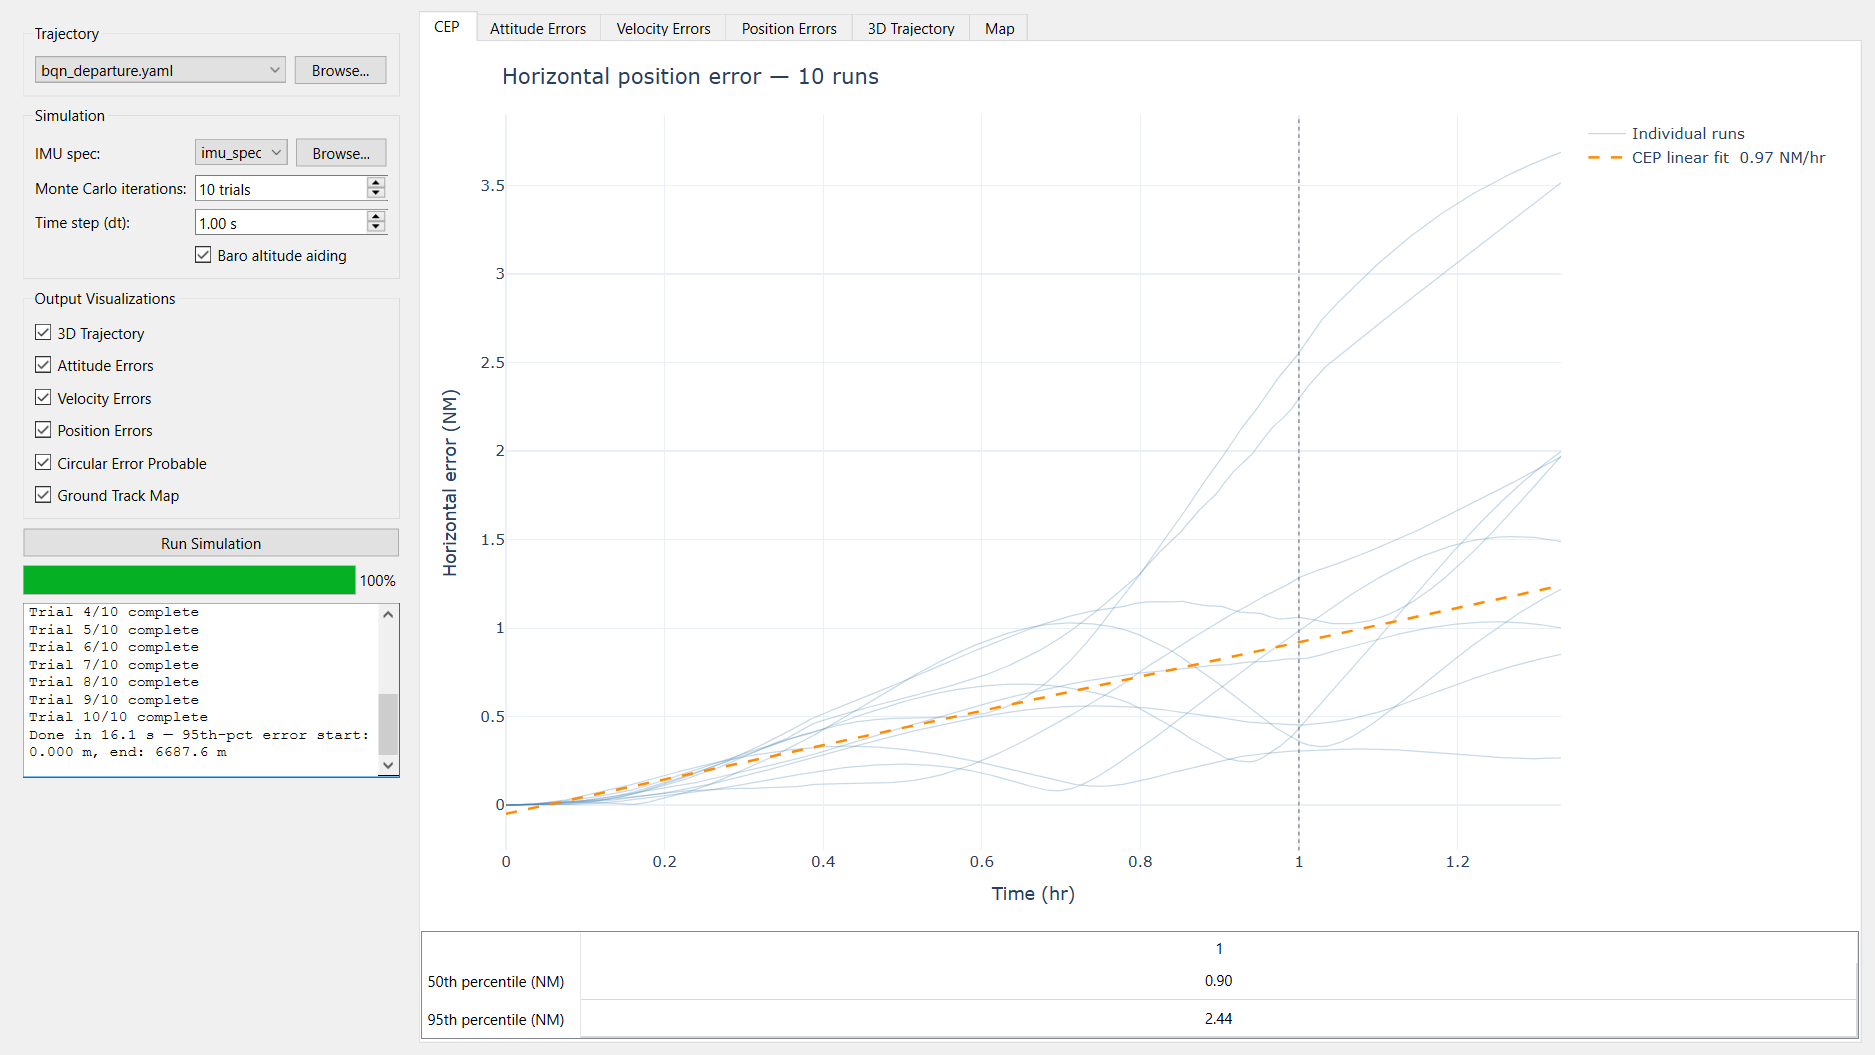 Trajectory
bqn_departure.yaml
Browse...
Simulation
IMU spec:
imu_spec
Browse...
Monte Carlo iterations:
10 trials
Time step (dt):
1.00 s
Baro altitude aiding
Output Visualizations
3D Trajectory
Attitude Errors
Velocity Errors
Position Errors
Circular Error Probable
Ground Track Map
Run Simulation
100%
Trial 4/10 complete
Trial 5/10 complete
Trial 6/10 complete
Trial 7/10 complete
Trial 8/10 complete
Trial 9/10 complete
Trial 10/10 complete
Done in 16.1 s — 95th-pct error start:
0.000 m, end: 6687.6 m
CEP
Attitude Errors
Velocity Errors
Position Errors
3D Trajectory
Map
Horizontal position error — 10 runs
Individual runs
CEP linear fit 0.97 NM/hr
Horizontal error (NM)
3.5
3
2.5
2
1.5
1
0.5
0
0
0.2
0.4
0.6
0.8
1
1.2
Time (hr)
1
50th percentile (NM)
0.90
95th percentile (NM)
2.44